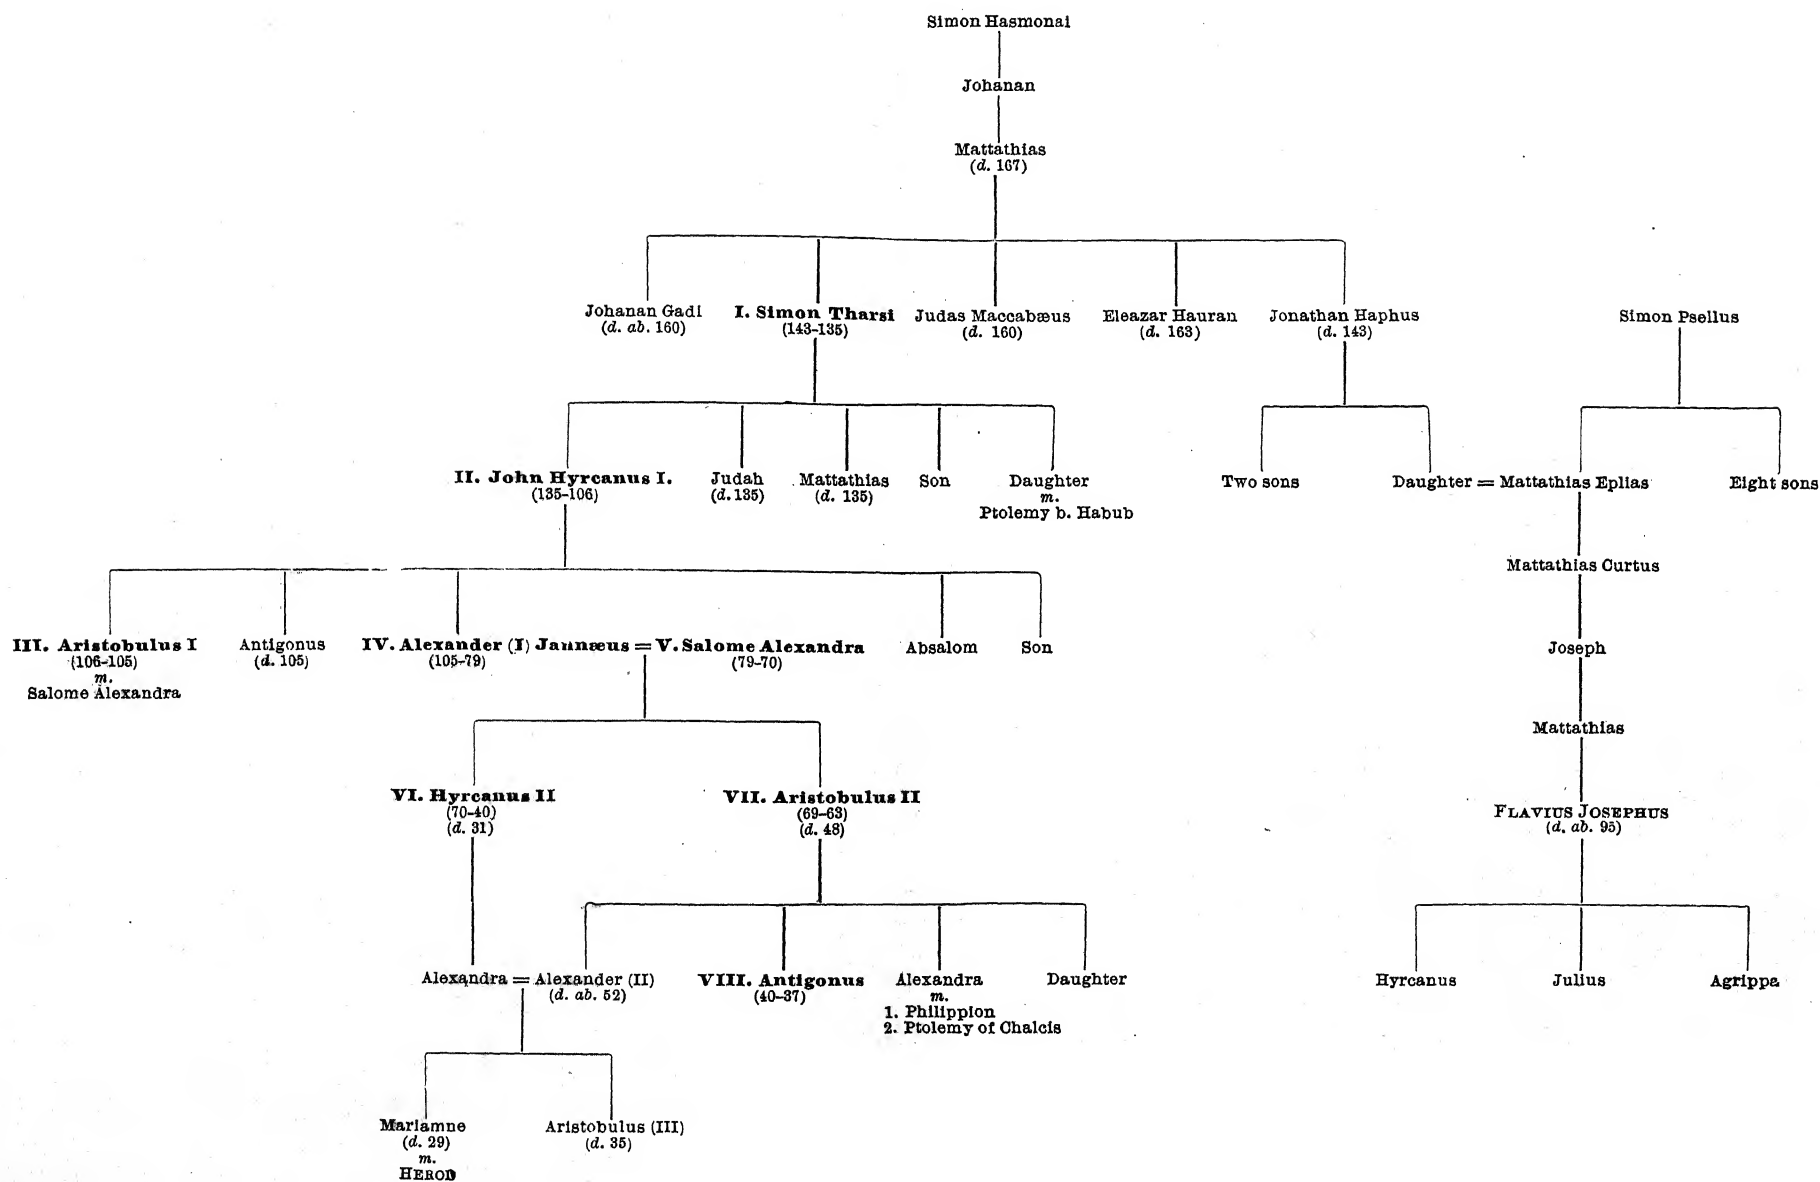 Simon Hasmonai
Johanan
Mattathias
(d. 167)
Johanan Gadi
(d. ab. 160)
I. Simon Tharsi
(143-135)
Judas Maccabæus
(d. 160)
Eleazar Hauran
(d. 163)
Jonathan Haphus
(d. 143)
Simon Psellus
II. John Hyrcanus I.
(135-106)
Judah
(d. 135)
Mattathias
(d. 135)
Son
Daughter
m.
Ptolemy b. Habub
Two sons
Daughter = Mattathias Eplias
Eight sons
Mattathias Curtus
III. Aristobulus I
(106-105)
m.
Salome Alexandra
Antigonus
(d. 105)
IV. Alexander (I) Jannæus = V. Salome Alexandra
(105-79)
(79-70)
Absalom
Son
Joseph
Mattathias
VI. Hyrcanus II
(70-40)
(d. 31)
VII. Aristobulus II
(69-63)
(d. 48)
FLAVIUS JOSEPHUS
(d. ab. 95)
Alexandra = Alexander (II)
(d. ab. 52)
VIII. Antigonus
(40-37)
Alexandra
m.
1. Philippion
2. Ptolemy of Chalcis
Daughter
Hyrcanus
Julius
Agrippa
Mariamne
(d. 29)
m.
HEROD
Aristobulus (III)
(d. 35)